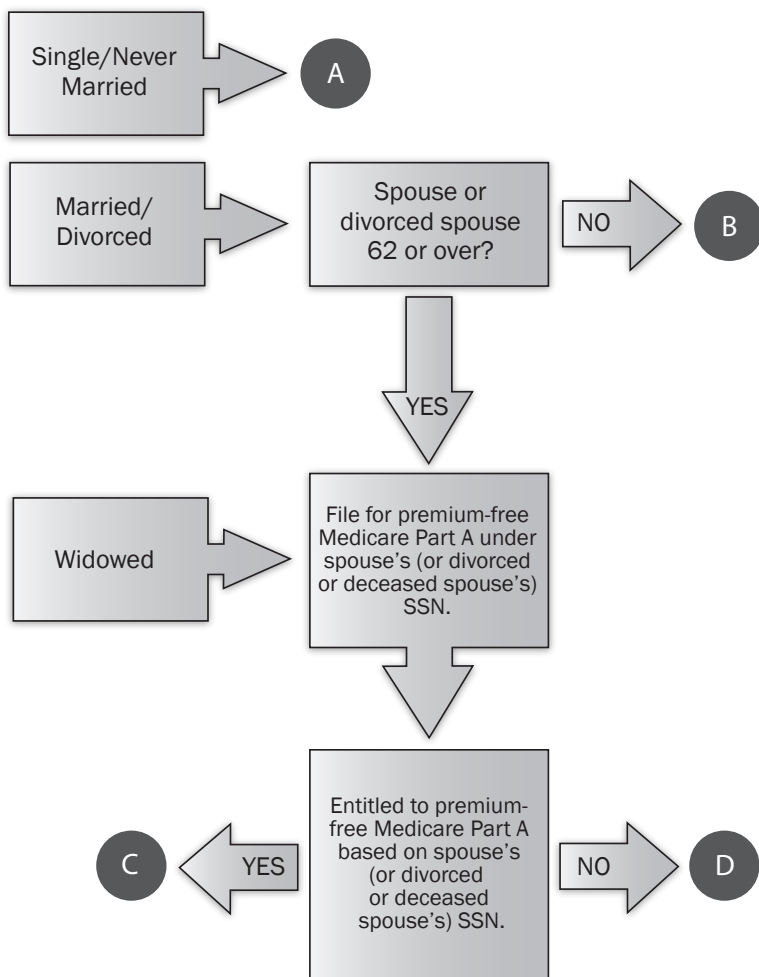 Single/Never
Married
A
Married/
Divorced
Spouse or
divorced spouse
62 or over?
NO
B
YES
Widowed
File for premium-free
Medicare Part A under
spouse's (or divorced
or deceased spouse's)
SSN.
C
YES
Entitled to premium-
free Medicare Part A
based on spouse's
(or divorced
or deceased
spouse's) SSN.
NO
D